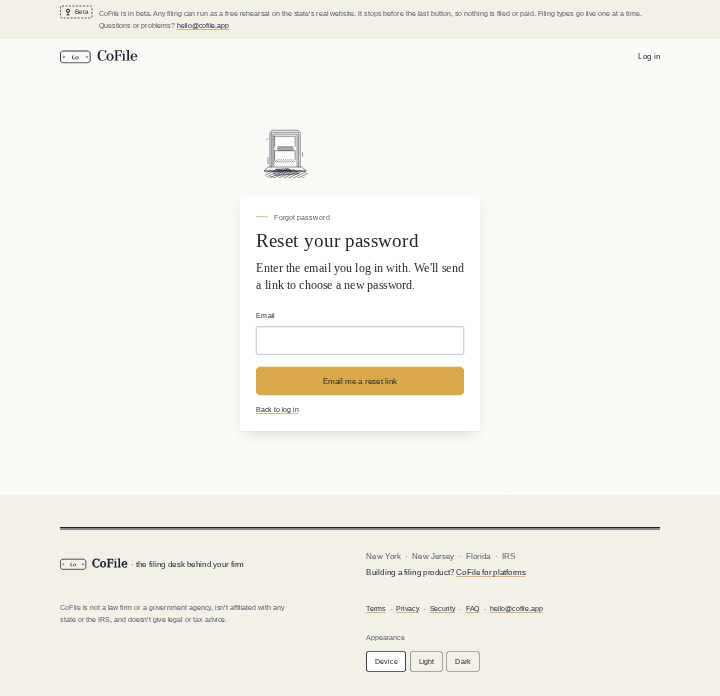 Beta
CoFile is in beta. Any filing can run as a free rehearsal on the state's real website. It stops before the last button, so nothing is filed or paid. Filing types go live one at a time.
Questions or problems? hello@cofile.app
Co CoFile
Log in
Forgot password
Reset your password
Enter the email you log in with. We'll send
a link to choose a new password.
Email
Email me a reset link
Back to log in
Co CoFile · the filing desk behind your firm
New York · New Jersey · Florida · IRS
Building a filing product? CoFile for platforms
CoFile is not a law firm or a government agency, isn't affiliated with any
state or the IRS, and doesn't give legal or tax advice.
Terms · Privacy · Security · FAQ · hello@cofile.app
Appearance
Device Light Dark